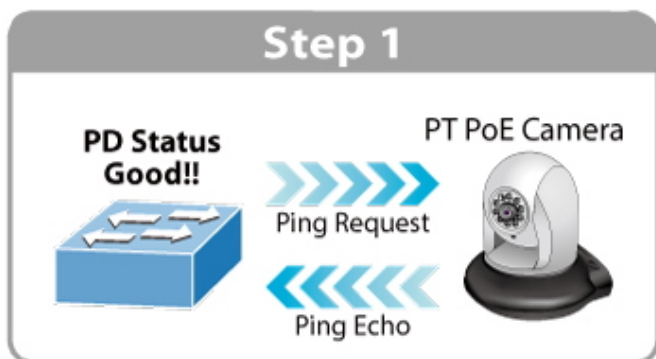 Step 1
PD Status
Good!!
PT PoE Camera
Ping Request
Ping Echo